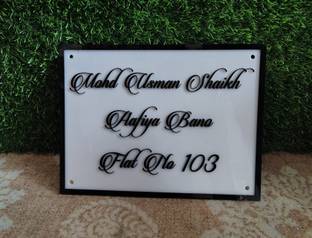 Mohd Usman Shaikh
Aafiya Bano
Flat No 103